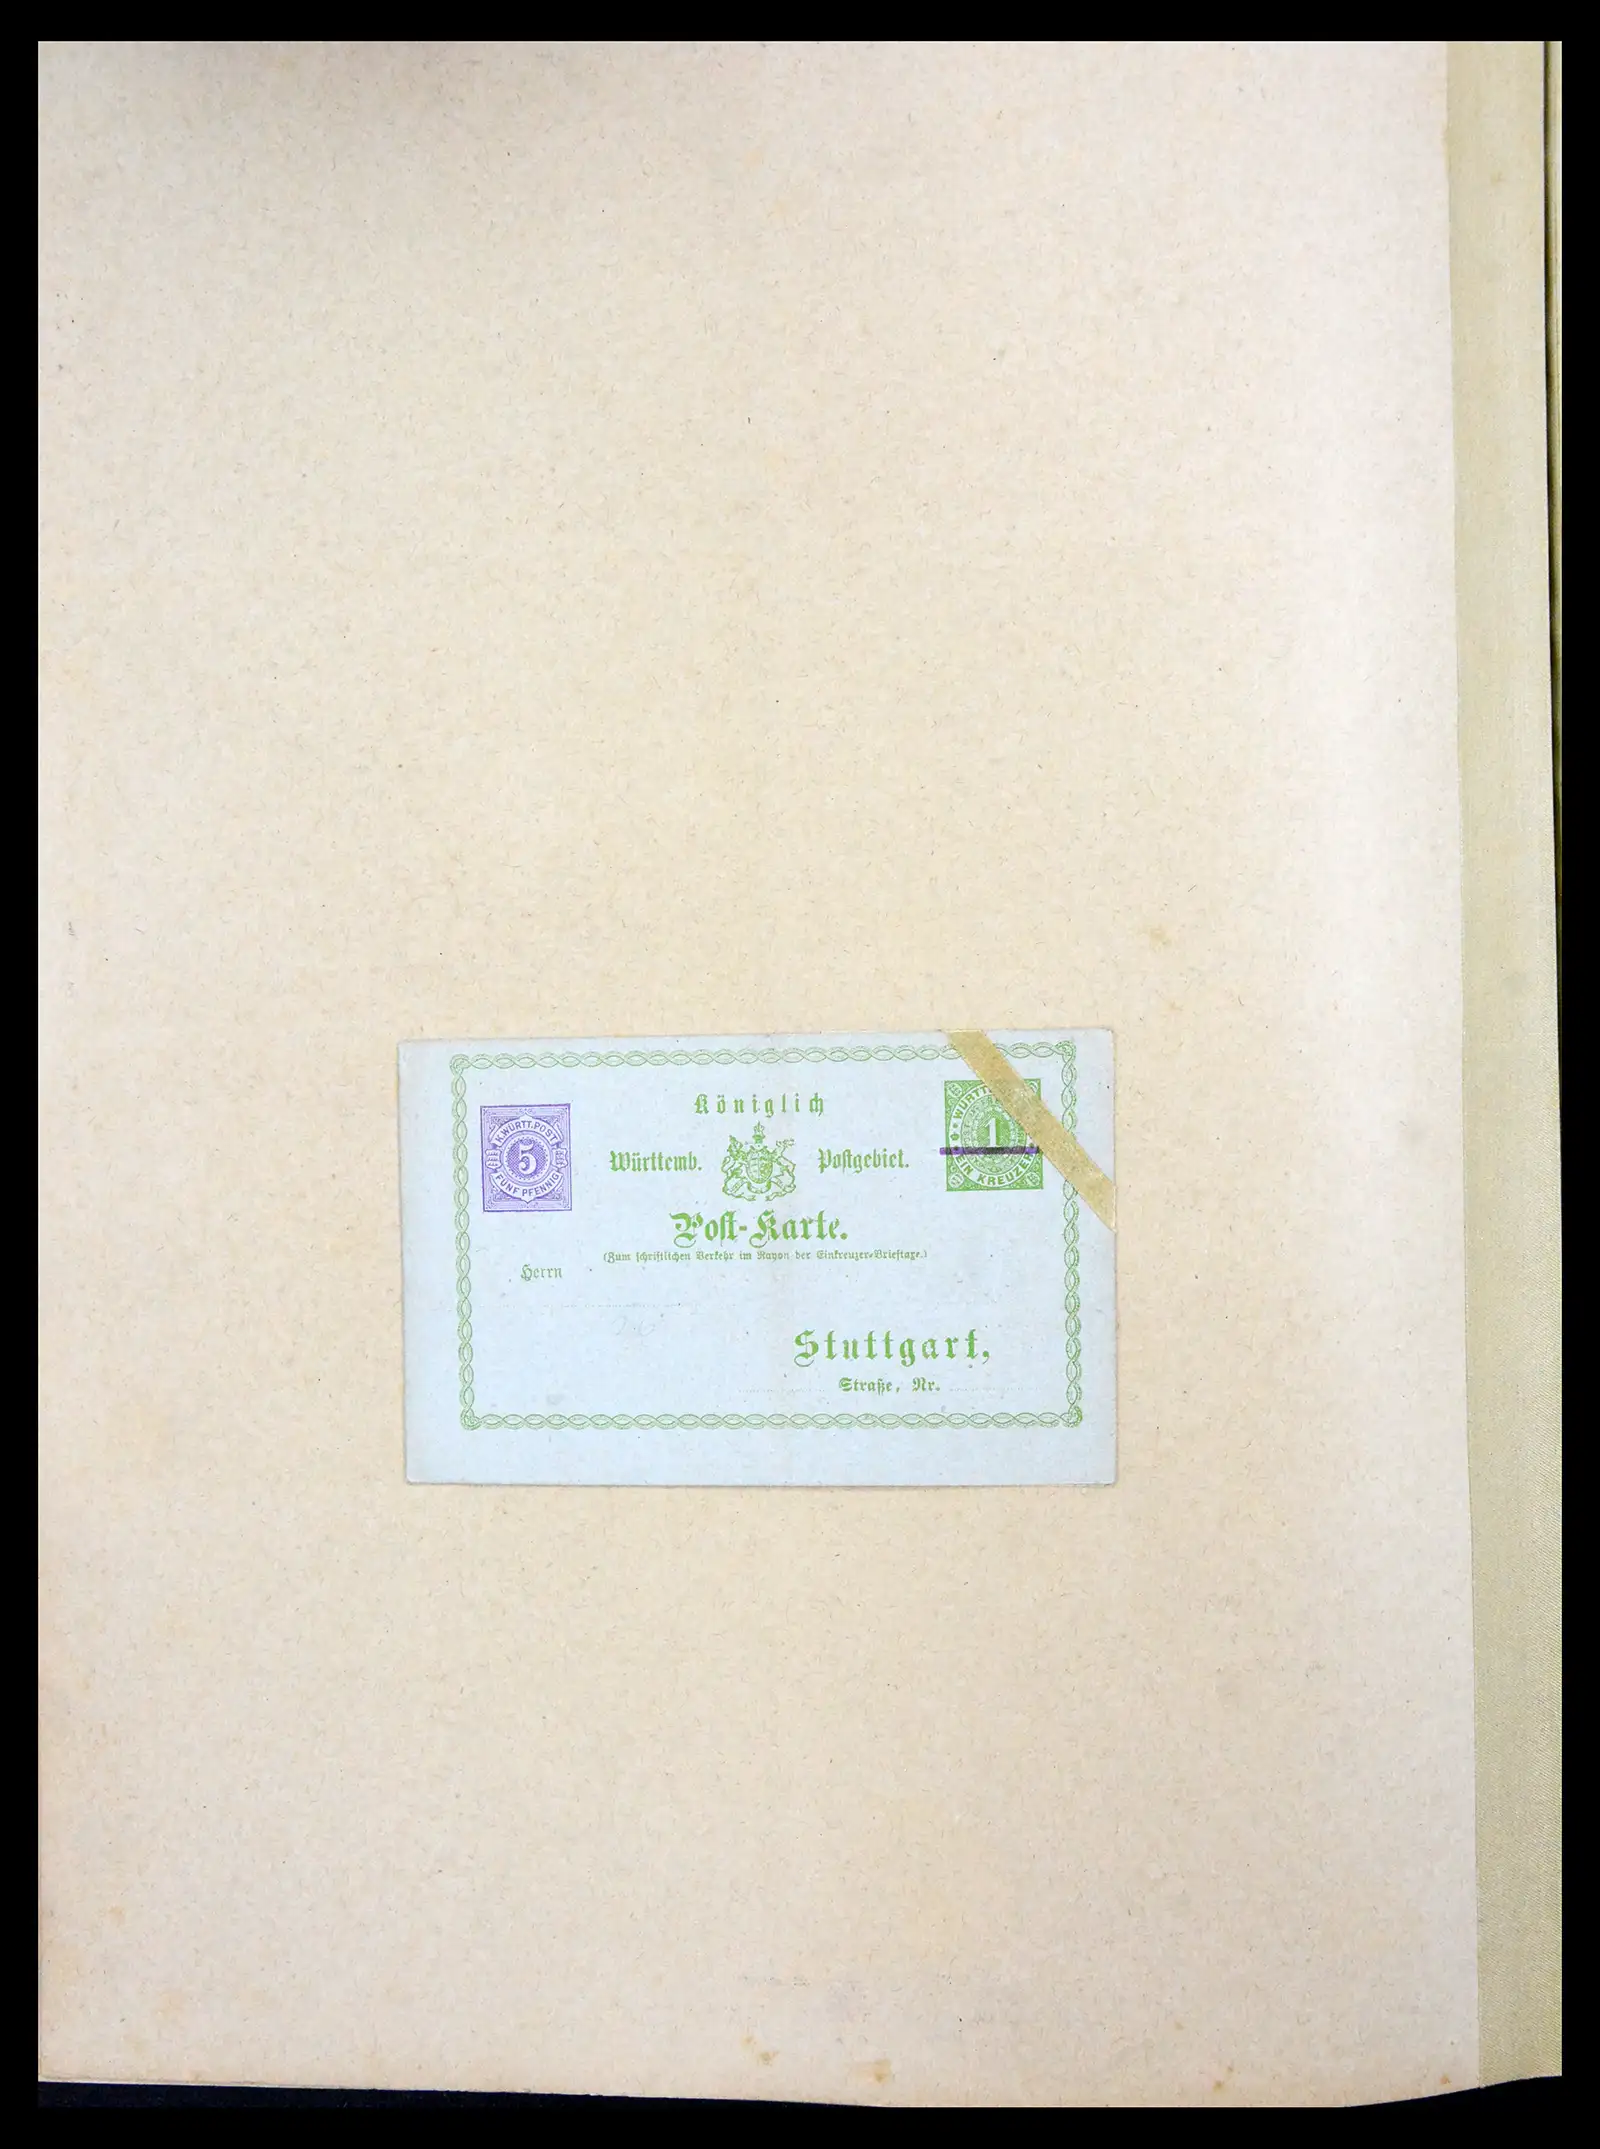 Königlich
Württemb. Postgebiet.
Post-Karte.
(Zum schriftlichen Verkehr im Rayon der Einkreuzer-Brieftaxe.)
Herrn
Stuttgart,
Straße, Nr.
K.WÜRTT.POST
5
FÜNF PFENNIG
1
EIN KREUZER